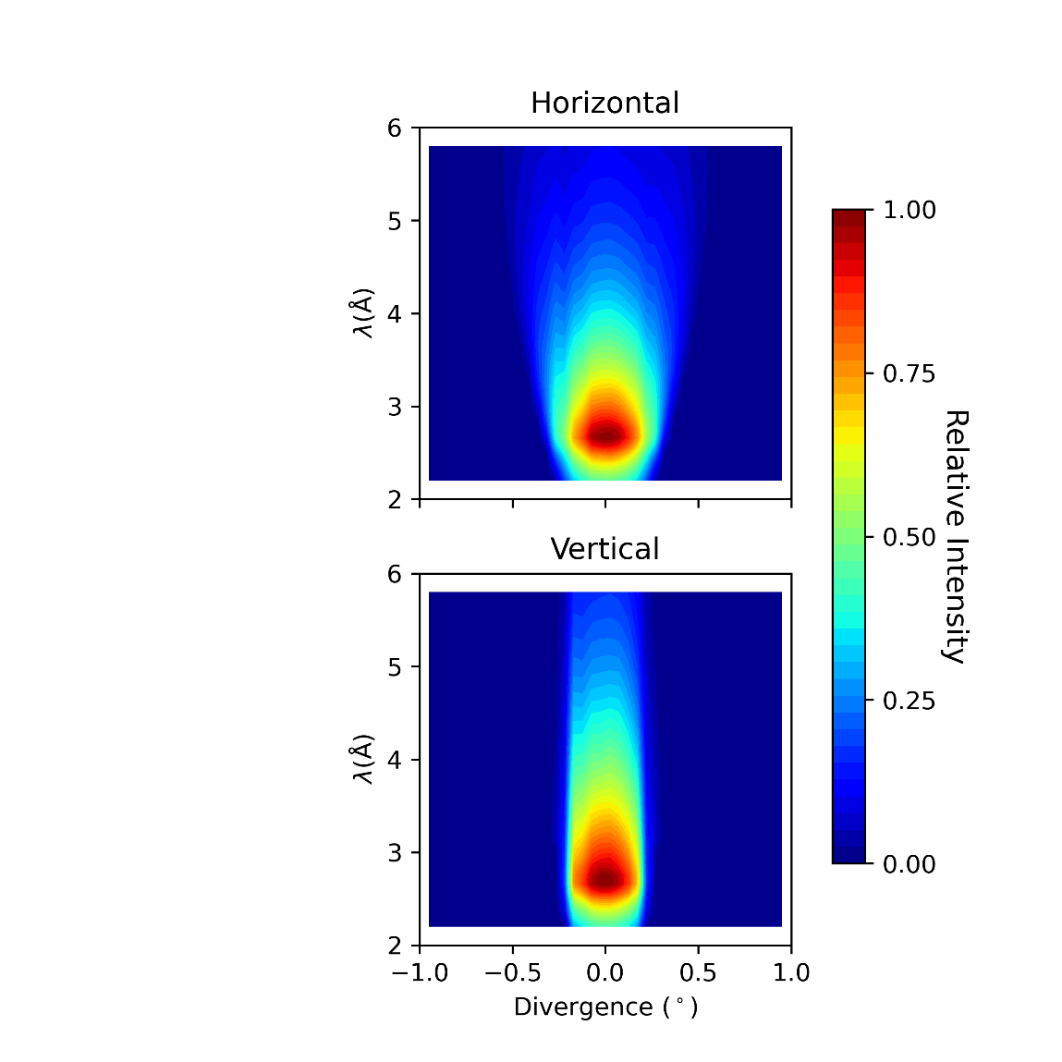 Horizontal
6
5
4
3
2
λ(Å)
Vertical
6
5
4
3
2
λ(Å)
−1.0 −0.5 0.0 0.5 1.0
Divergence (°)
1.00
0.75
0.50
0.25
0.00
Relative Intensity